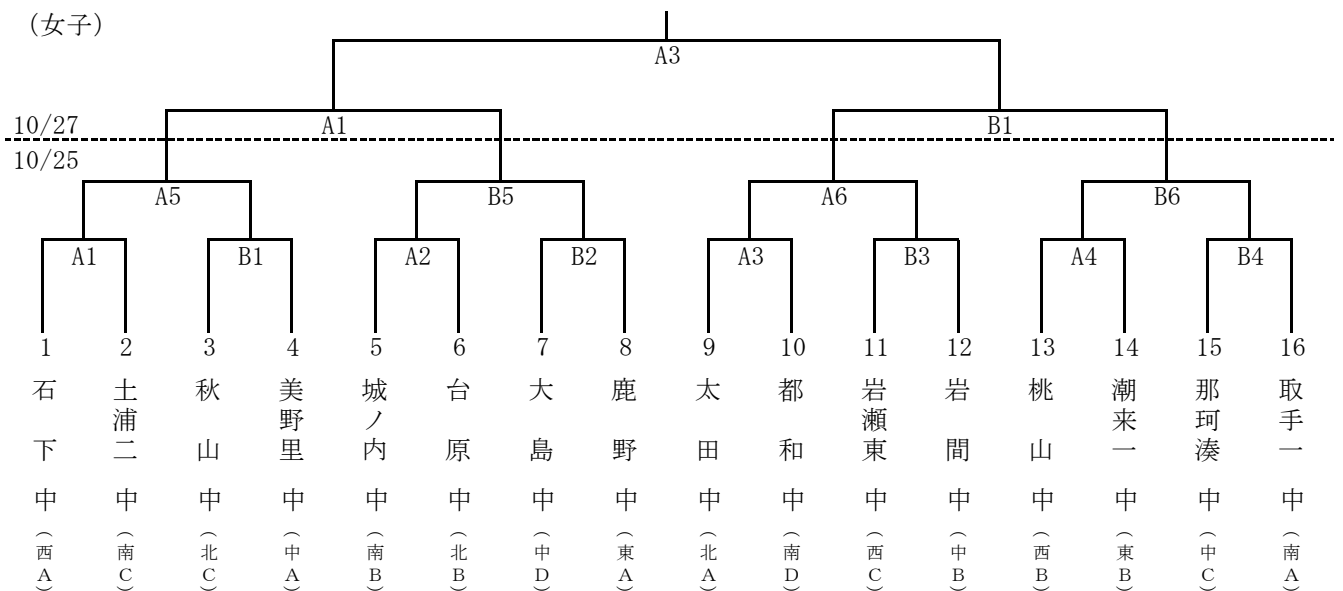 (女子)
A3
10/27
A1
B1
10/25
A5
B5
A6
B6
A1
B1
A2
B2
A3
B3
A4
B4
1
2
3
4
5
6
7
8
9
10
11
12
13
14
15
16
石下中(西A)
土浦二中(南C)
秋山中(北C)
美野里中(中A)
城ノ内中(南B)
台原中(北B)
大島中(中D)
鹿野中(東A)
太田中(北A)
都和中(南D)
岩瀬東中(西C)
岩間中(中B)
桃山中(西B)
潮来一中(東B)
那珂湊中(中C)
取手一中(南A)